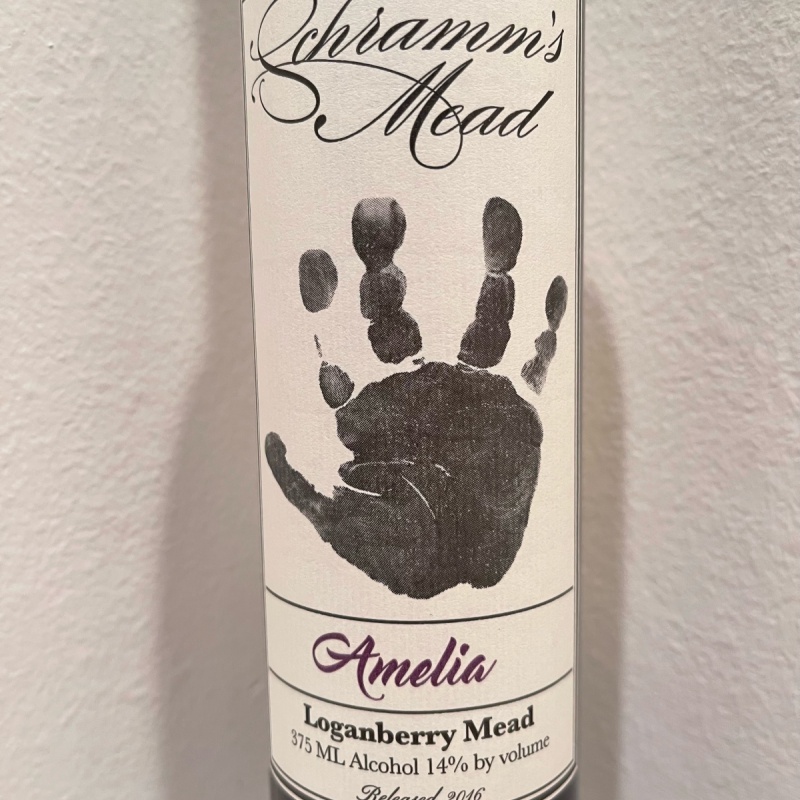 Schramm's
Mead
Amelia
Loganberry Mead
375 ML Alcohol 14% by volume
Released 2016